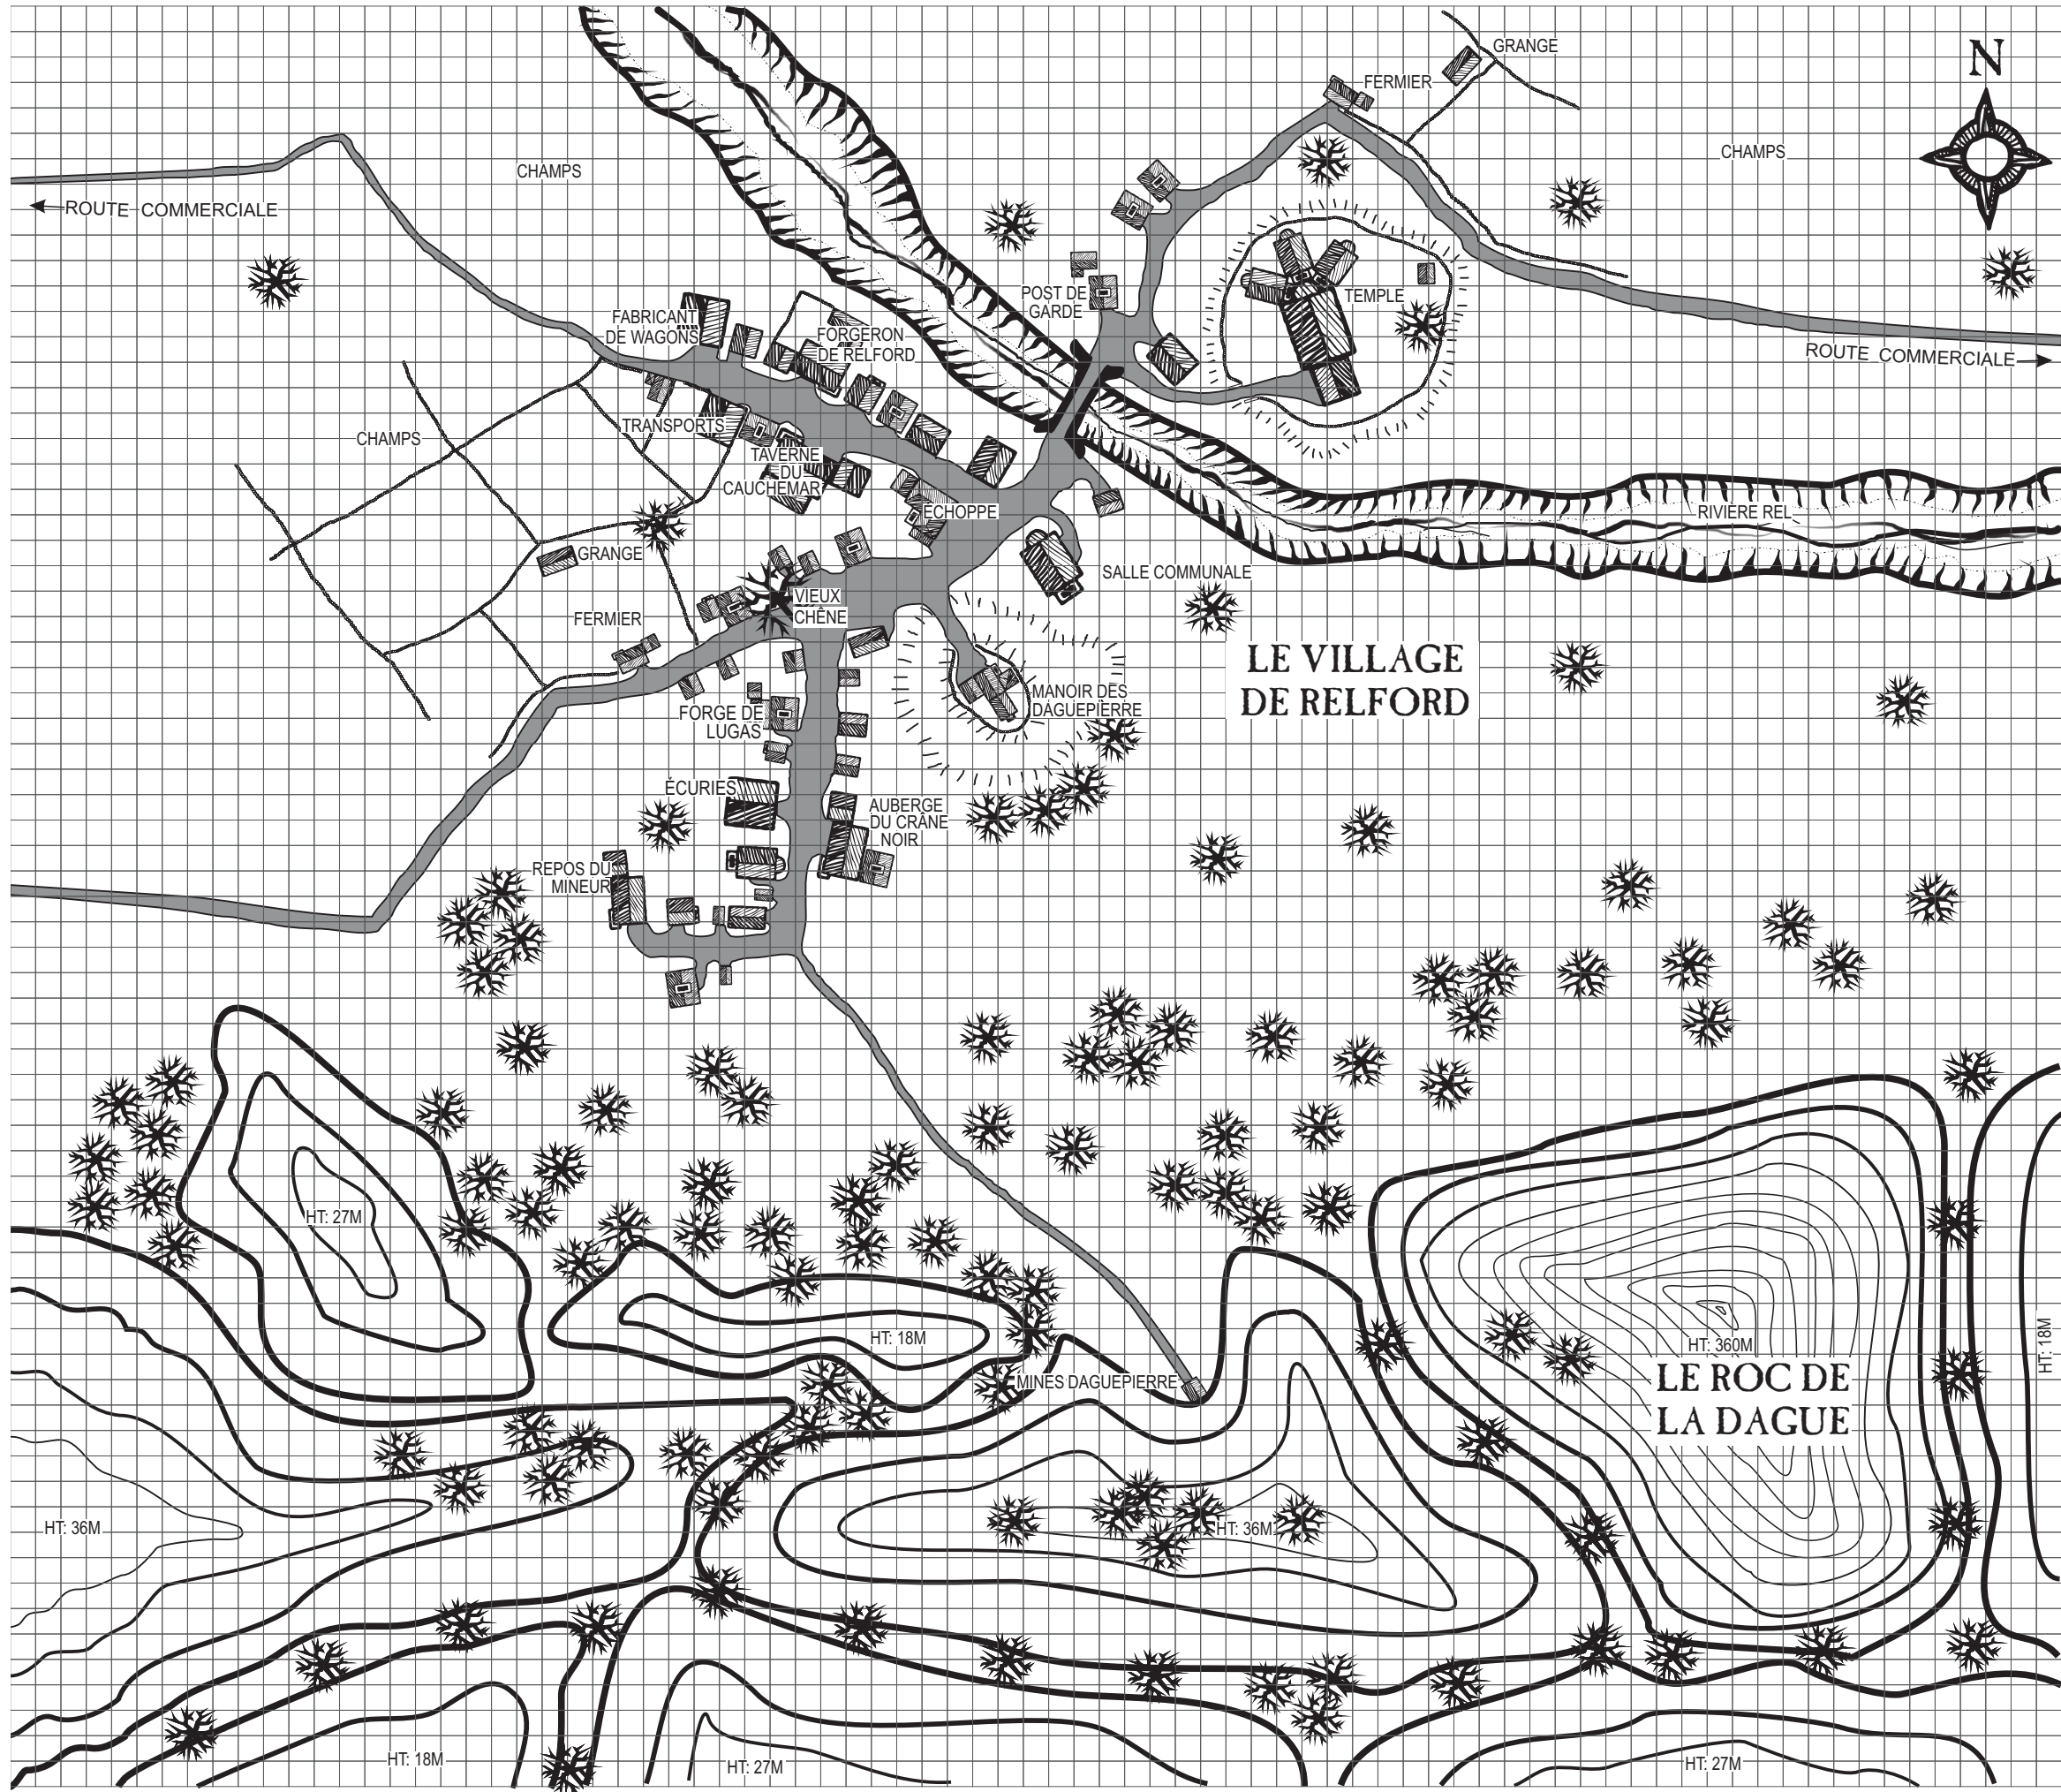 GRANGE
N
FERMIER
CHAMPS
CHAMPS
ROUTE COMMERCIALE
POST DE
GARDE
TEMPLE
FABRICANT
DE WAGONS
FORGERON
DE RELFORD
ROUTE COMMERCIALE
TRANSPORTS
CHAMPS
TAVERNE
DU
CAUCHEMAR
ÉCHOPPE
RIVIÈRE REL
GRANGE
SALLE COMMUNALE
VIEUX
CHÊNE
FERMIER
LE VILLAGE
DE RELFORD
MANOIR DES
DAGUEPIERRE
FORGE DE
LUGAS
ÉCURIES
AUBERGE
DU CRÂNE
NOIR
REPOS DU
MINEUR
HT: 27M
HT: 18M
HT: 360M
HT: 18M
LE ROC DE
LA DAGUE
MINES DAGUEPIERRE
HT: 36M
HT: 36M
HT: 18M
HT: 27M
HT: 27M